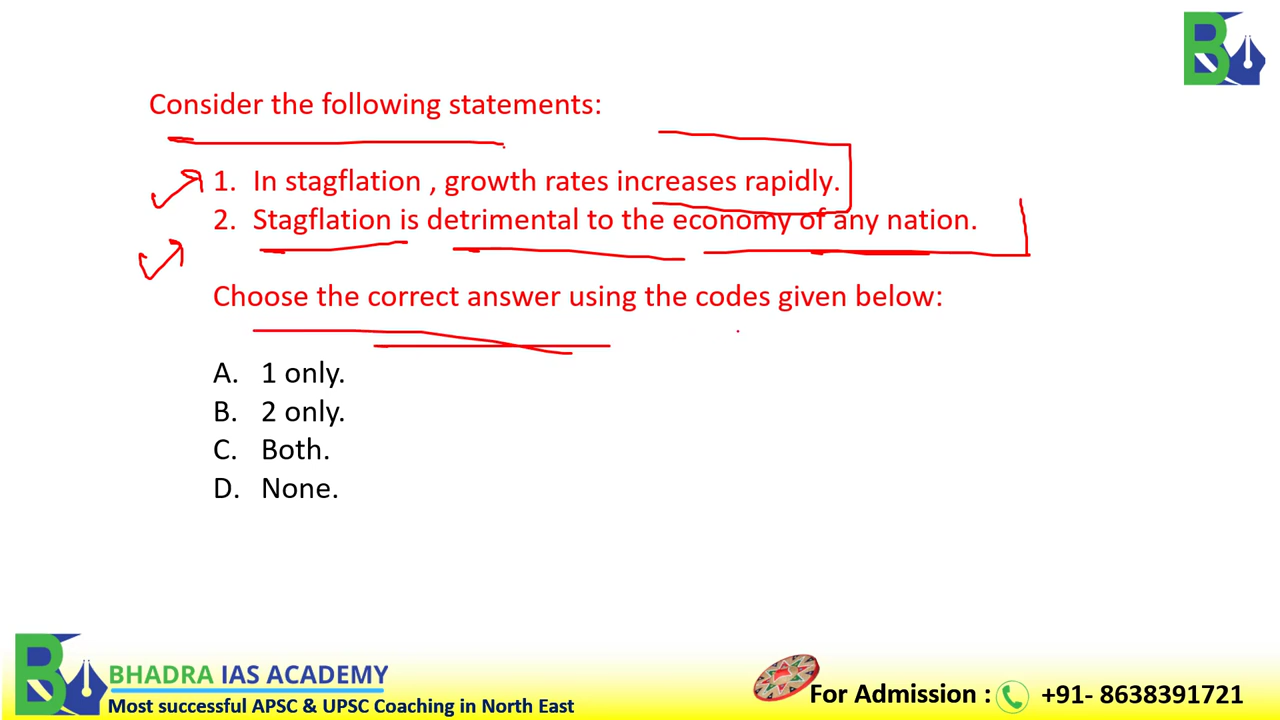 Consider the following statements:
1. In stagflation , growth rates increases rapidly.
2. Stagflation is detrimental to the economy of any nation.
Choose the correct answer using the codes given below:
A. 1 only.
B. 2 only.
C. Both.
D. None.
BHADRA IAS ACADEMY
Most successful APSC & UPSC Coaching in North East
For Admission : +91- 8638391721